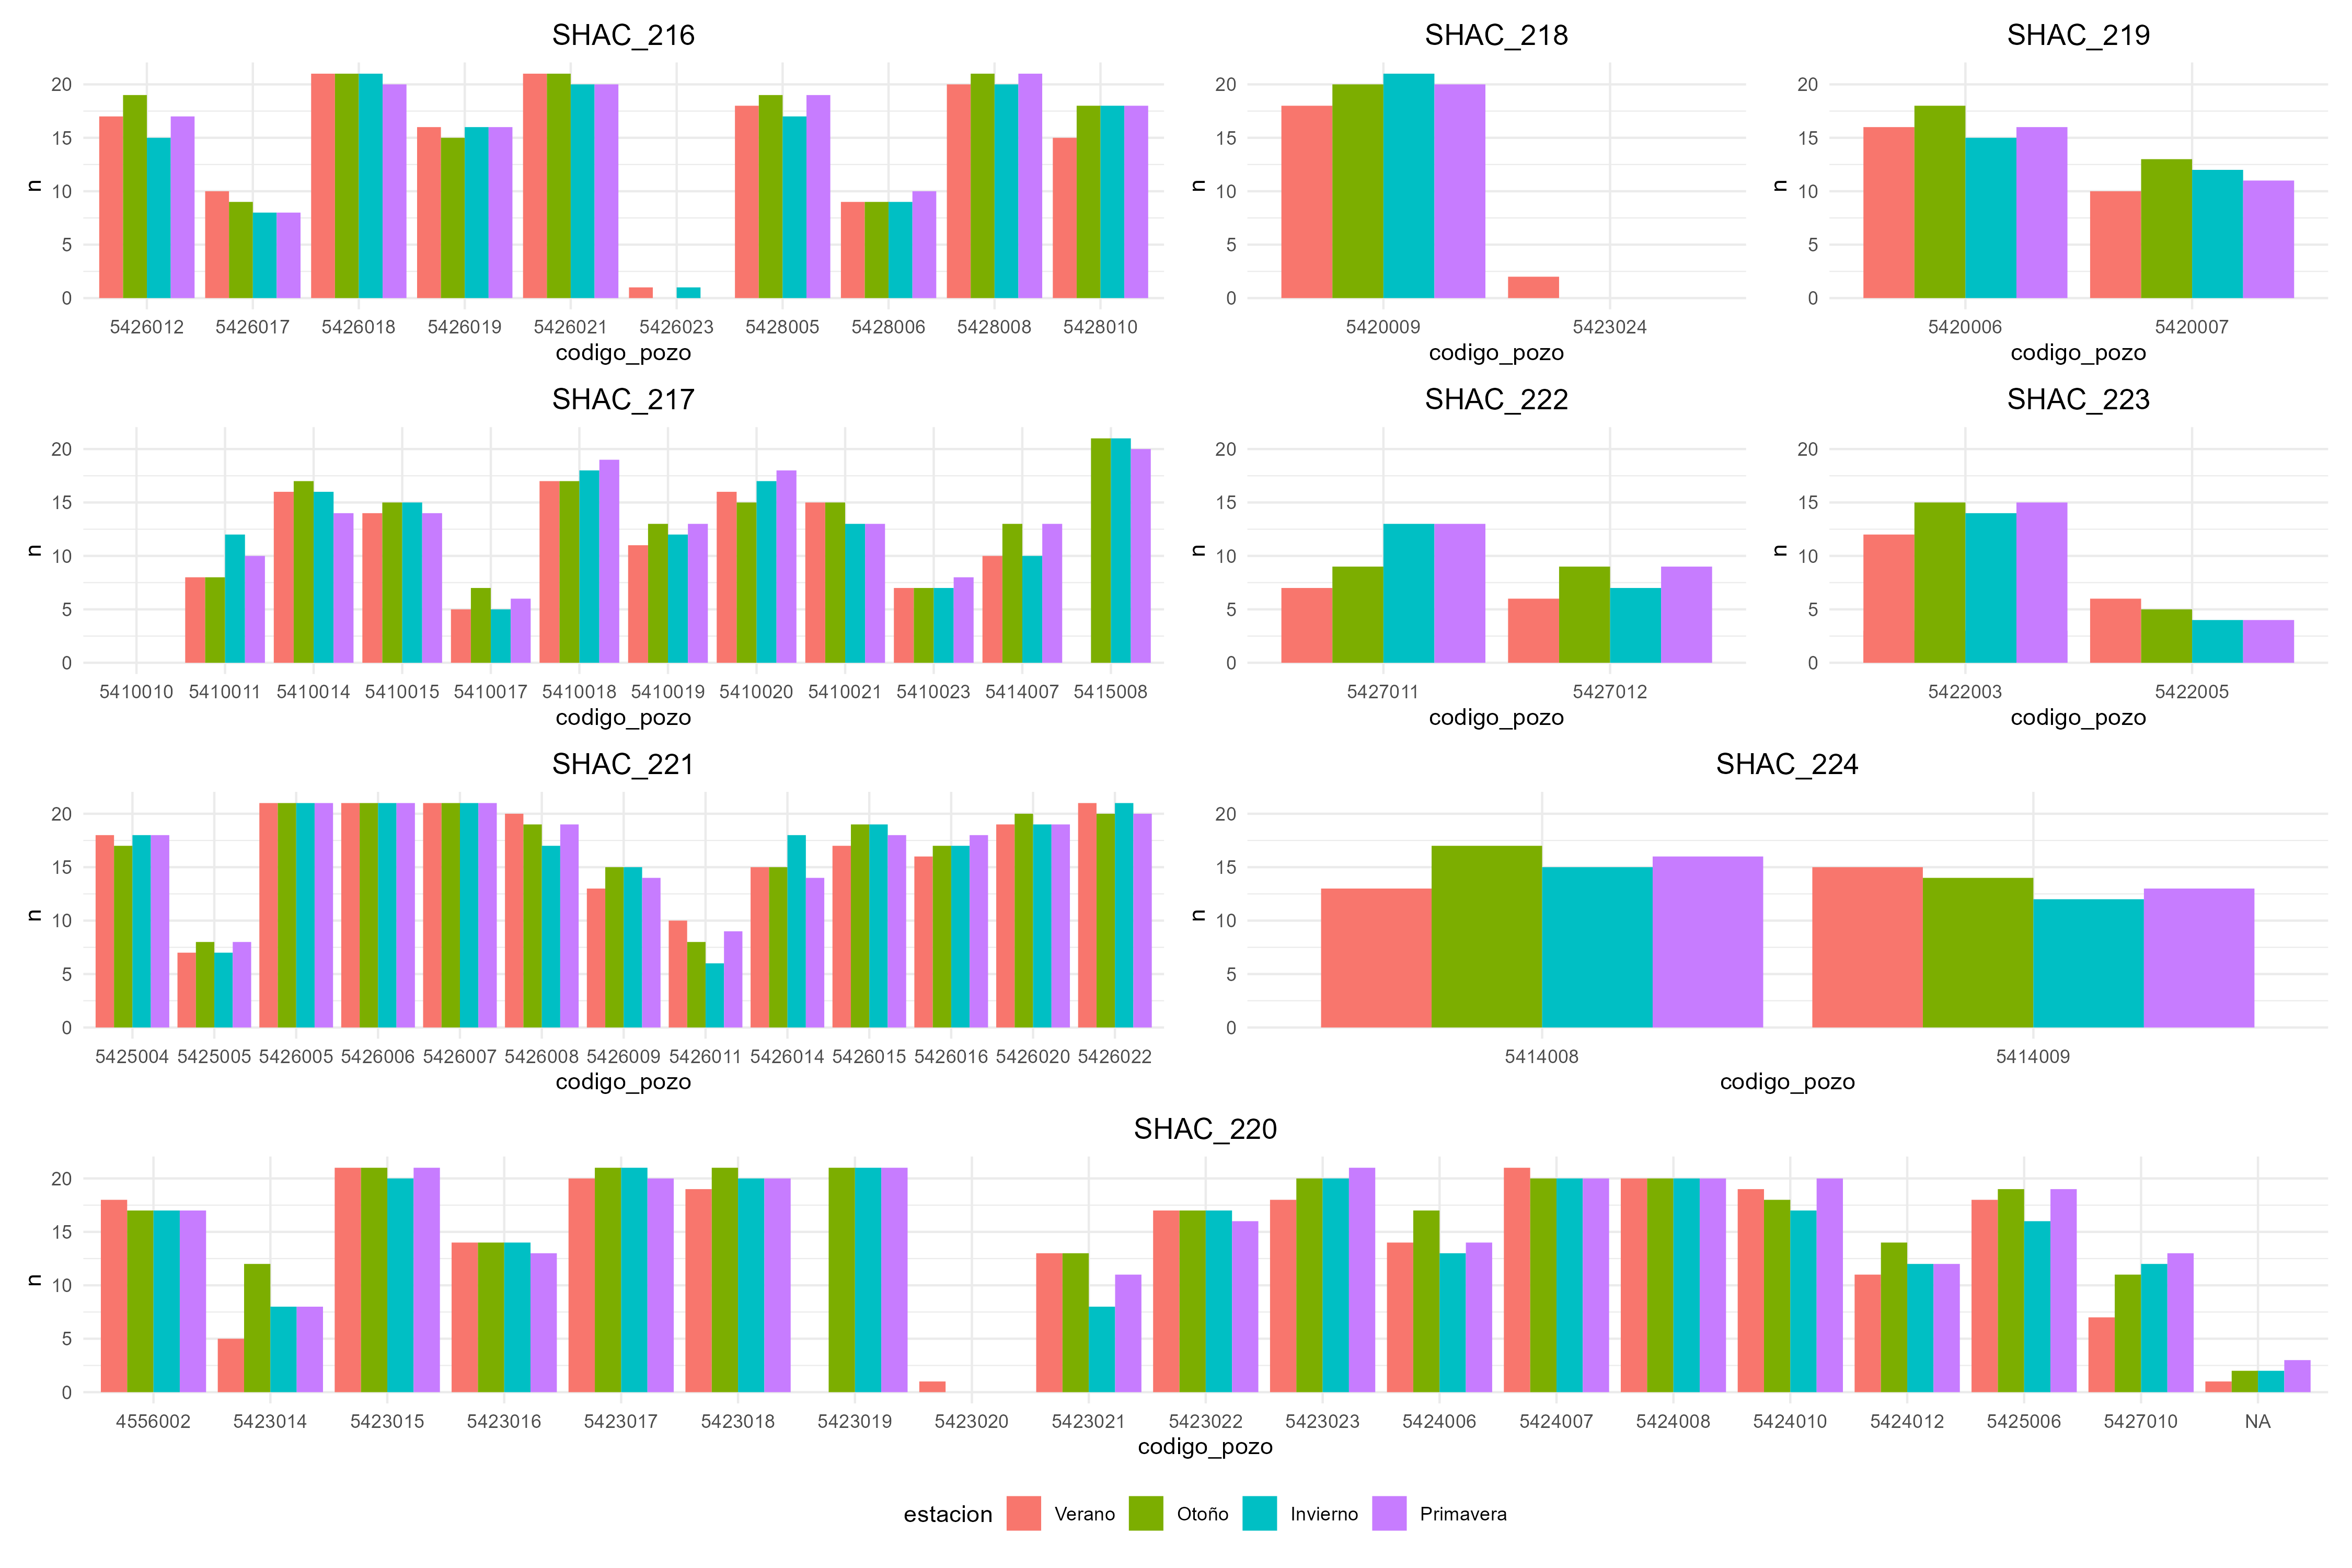 SHAC_216
n
20
15
10
5
0
5426012 5426017 5426018 5426019 5426021 5426023 5428005 5428006 5428008 5428010
codigo_pozo
SHAC_218
n
20
15
10
5
0
5420009 5423024
codigo_pozo
SHAC_219
n
20
15
10
5
0
5420006 5420007
codigo_pozo
SHAC_217
n
20
15
10
5
0
5410010 5410011 5410014 5410015 5410017 5410018 5410019 5410020 5410021 5410023 5414007 5415008
codigo_pozo
SHAC_222
n
20
15
10
5
0
5427011 5427012
codigo_pozo
SHAC_223
n
20
15
10
5
0
5422003 5422005
codigo_pozo
SHAC_221
n
20
15
10
5
0
5425004 5425005 5426005 5426006 5426007 5426008 5426009 5426011 5426014 5426015 5426016 5426020 5426022
codigo_pozo
SHAC_224
n
20
15
10
5
0
5414008 5414009
codigo_pozo
SHAC_220
n
20
15
10
5
0
4556002 5423014 5423015 5423016 5423017 5423018 5423019 5423020 5423021 5423022 5423023 5424006 5424007 5424008 5424010 5424012 5425006 5427010 NA
codigo_pozo
estacion Verano Otoño Invierno Primavera